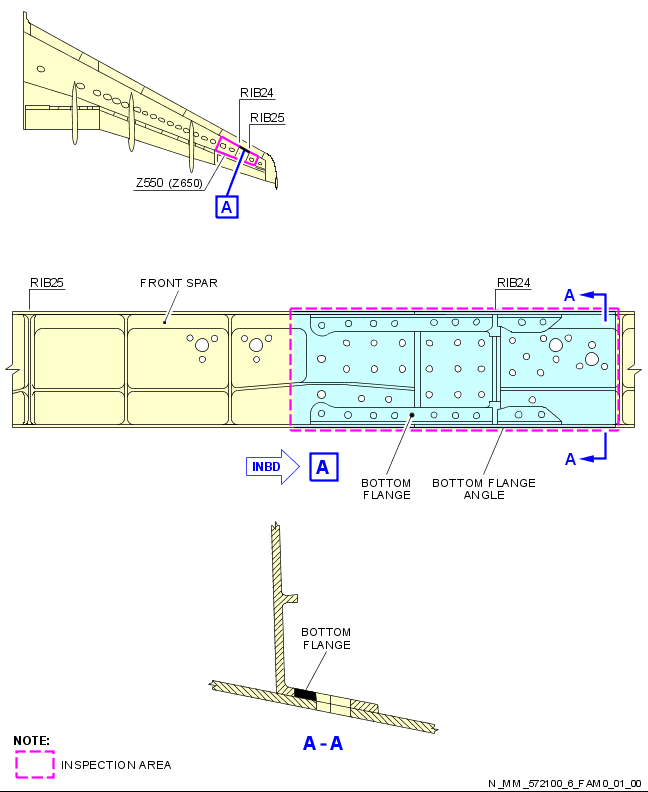 RIB24
RIB25
Z550 (Z650)
A
RIB25
FRONT SPAR
RIB24
A
INBD
A
A
BOTTOM
FLANGE
BOTTOM FLANGE
ANGLE
BOTTOM
FLANGE
A-A
NOTE:
INSPECTION AREA
N_MM_572100_6_FAM0_01_00